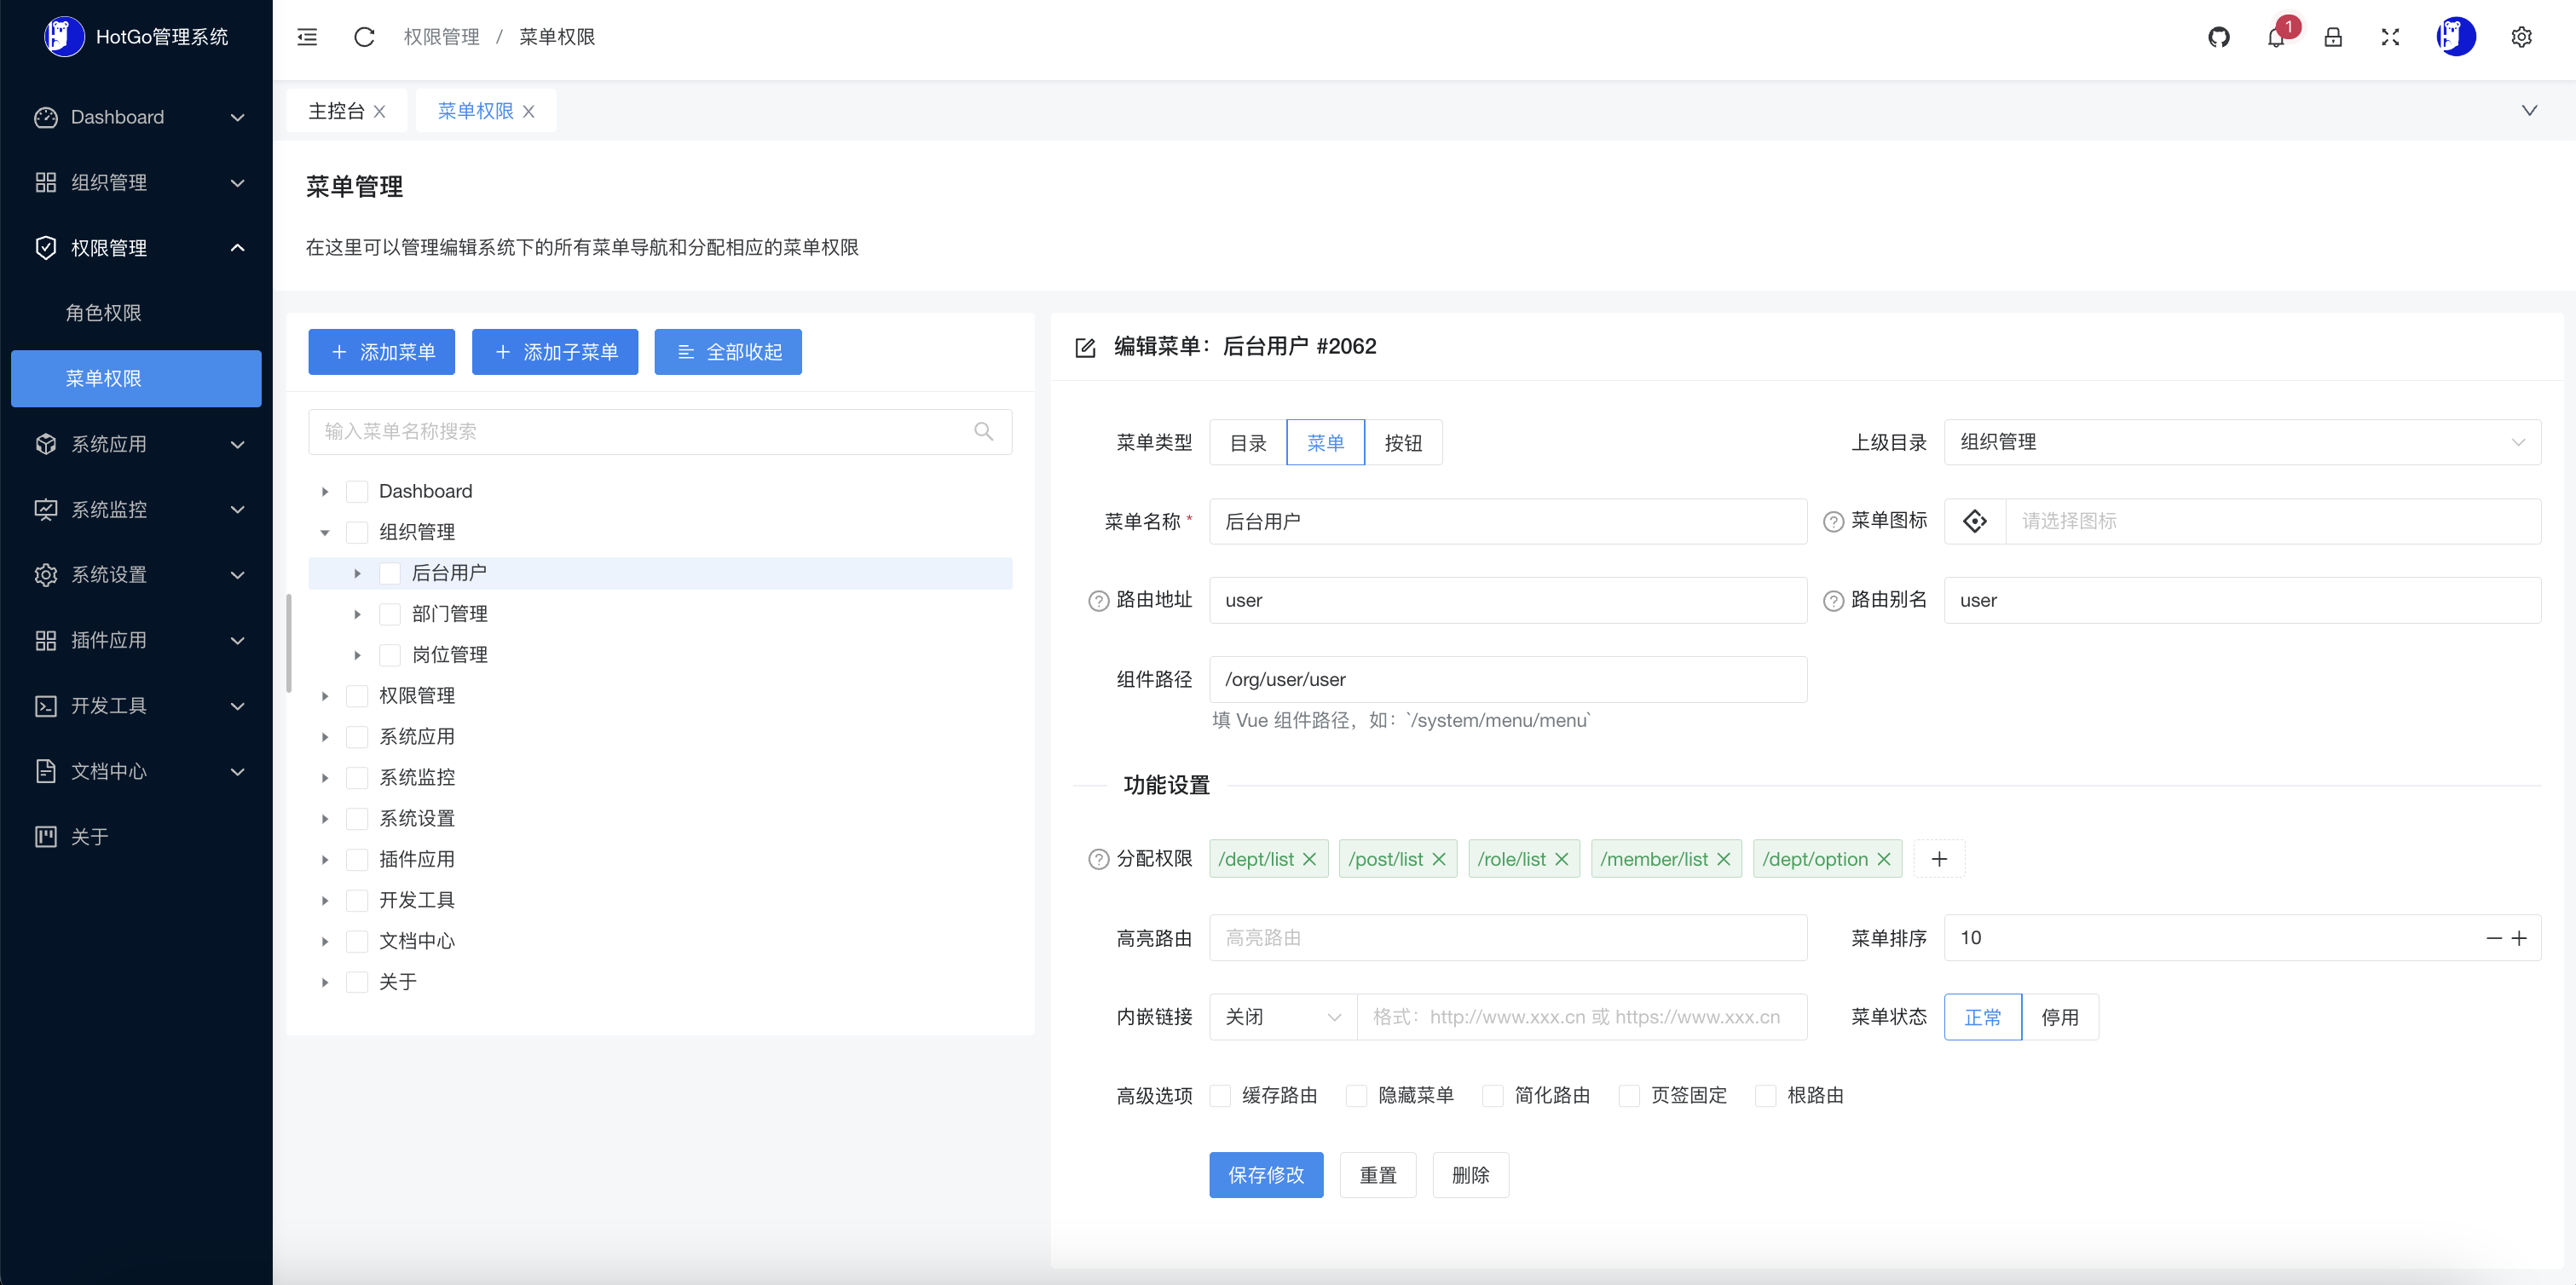 HotGo管理系统
权限管理 / 菜单权限
1
Dashboard
组织管理
权限管理
角色权限
菜单权限
系统应用
系统监控
系统设置
插件应用
开发工具
文档中心
关于
主控台
菜单权限
菜单管理
在这里可以管理编辑系统下的所有菜单导航和分配相应的菜单权限
添加菜单 添加子菜单 全部收起
输入菜单名称搜索
Dashboard
组织管理
后台用户
部门管理
岗位管理
权限管理
系统应用
系统监控
系统设置
插件应用
开发工具
文档中心
关于
编辑菜单：后台用户 #2062
菜单类型 目录 菜单 按钮 上级目录 组织管理
菜单名称 * 后台用户 菜单图标 请选择图标
路由地址 user 路由别名 user
组件路径 /org/user/user
填 Vue 组件路径，如：`/system/menu/menu`
功能设置
分配权限 /dept/list /post/list /role/list /member/list /dept/option
高亮路由 高亮路由 菜单排序 10
内嵌链接 关闭 格式：http://www.xxx.cn 或 https://www.xxx.cn 菜单状态 正常 停用
高级选项 缓存路由 隐藏菜单 简化路由 页签固定 根路由
保存修改 重置 删除